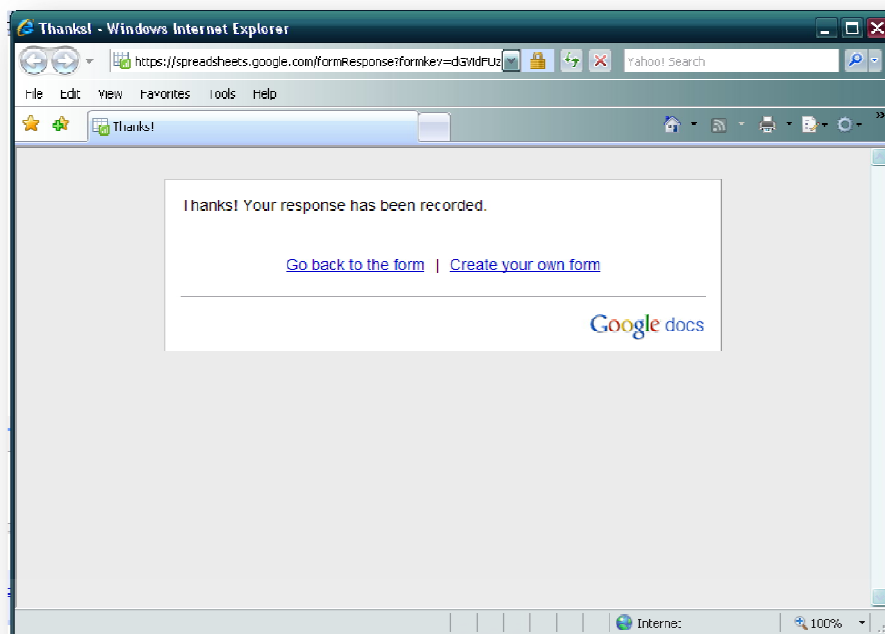 Thanks! - Windows Internet Explorer
https://spreadsheets.google.com/formResponse?formkey=dGVidFUz
Yahoo! Search
File Edit View Favorites Tools Help
Thanks!
Thanks! Your response has been recorded.
Go back to the form | Create your own form
Google docs
Internet
100%